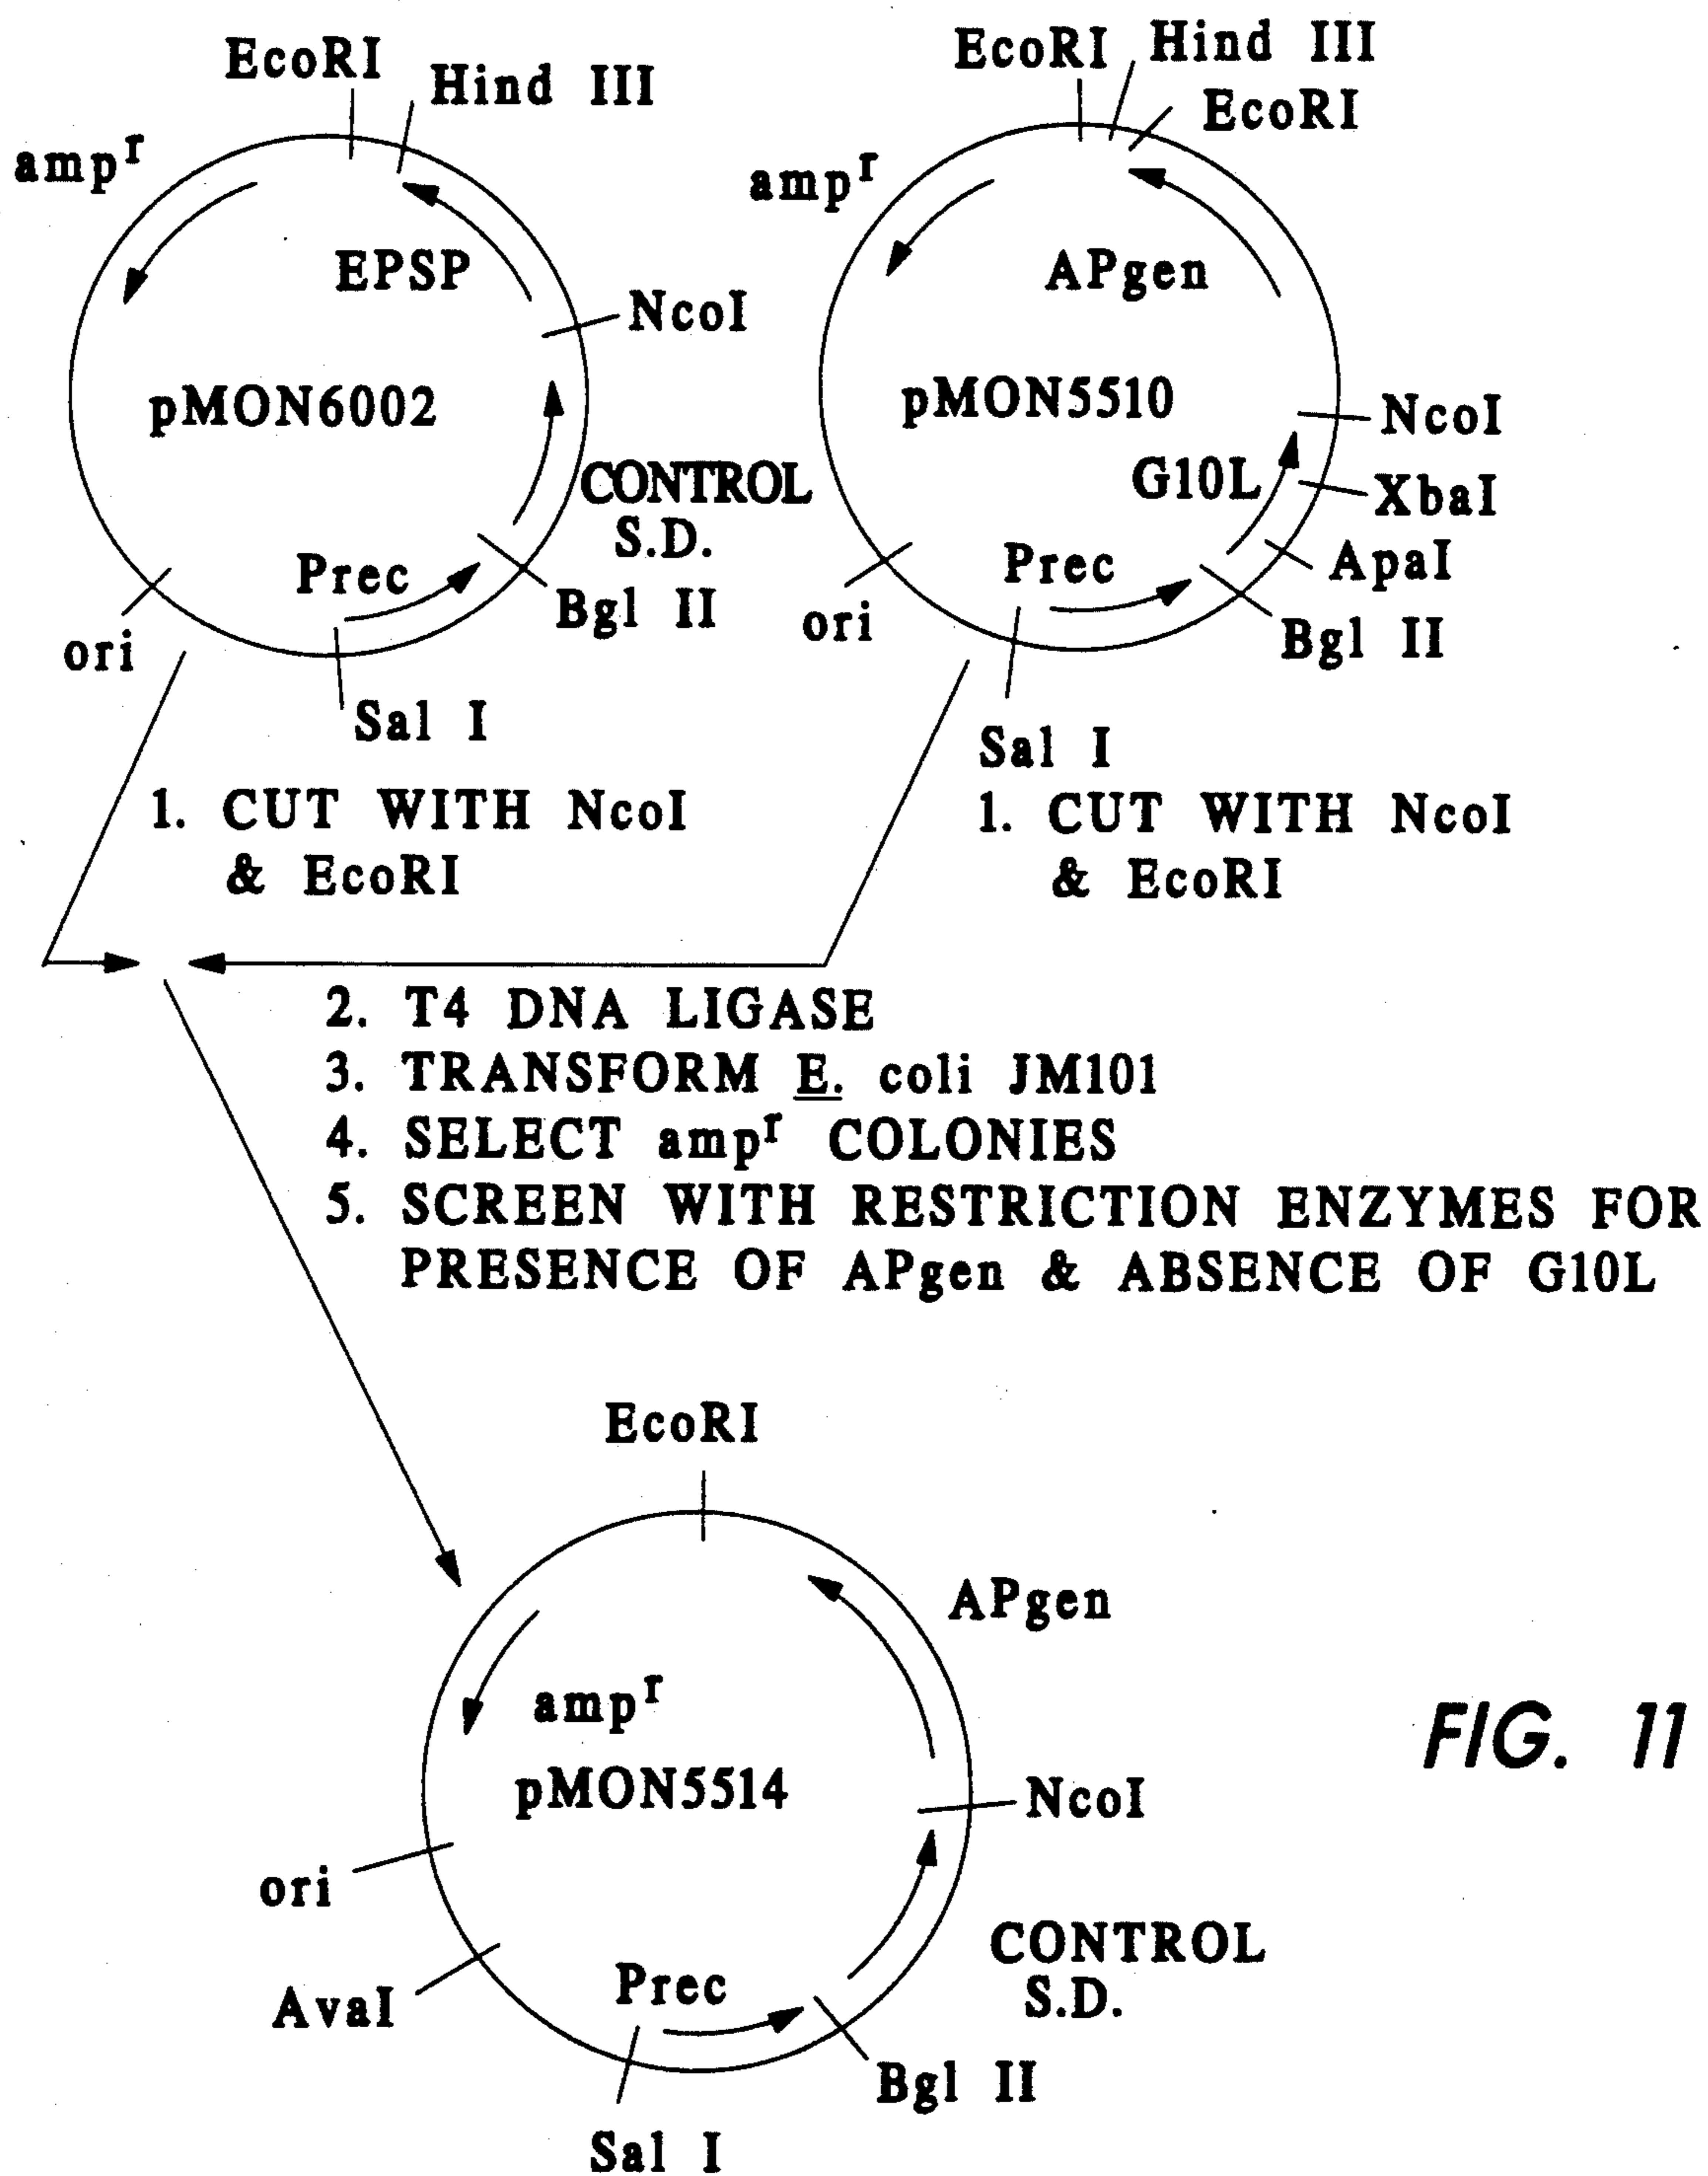 EcoRI
Hind III
amp^r
EPSP
NcoI
pMON6002
CONTROL
S.D.
Prec
Bgl II
ori
Sal I
EcoRI
Hind III
EcoRI
amp^r
APgen
pMON5510
NcoI
G10L
XbaI
Prec
ApaI
ori
Bgl II
Sal I
1. CUT WITH NcoI
& EcoRI
1. CUT WITH NcoI
& EcoRI
2. T4 DNA LIGASE
3. TRANSFORM E. coli JM101
4. SELECT amp^r COLONIES
5. SCREEN WITH RESTRICTION ENZYMES FOR
PRESENCE OF APgen & ABSENCE OF G10L
EcoRI
APgen
amp^r
pMON5514
NcoI
ori
CONTROL
S.D.
Prec
AvaI
Bgl II
Sal I
FIG. 11